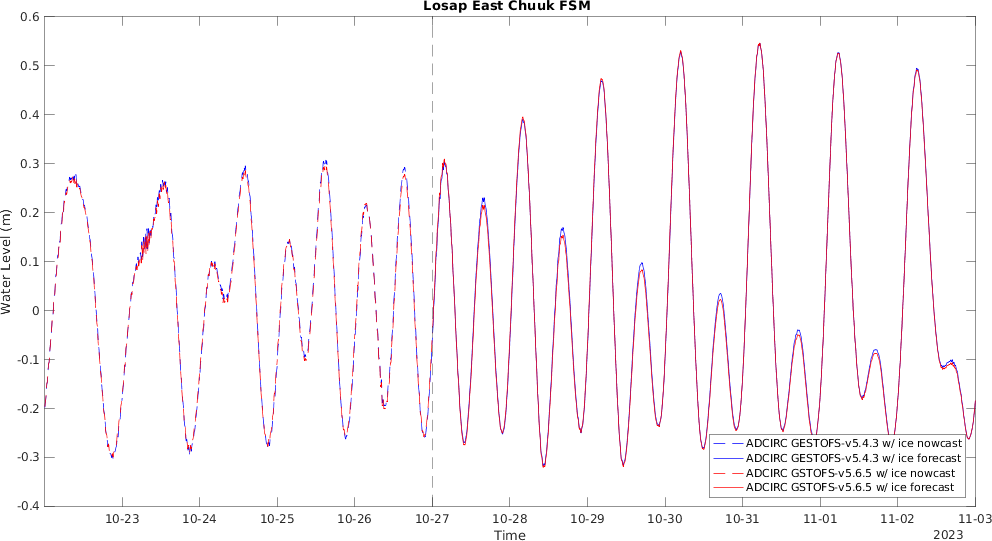 Losap East Chuuk FSM
Water Level (m)
0.6
0.5
0.4
0.3
0.2
0.1
0
-0.1
-0.2
-0.3
-0.4
ADCIRC GESTOFS-v5.4.3 w/ ice nowcast
ADCIRC GESTOFS-v5.4.3 w/ ice forecast
ADCIRC GSTOFS-v5.6.5 w/ ice nowcast
ADCIRC GSTOFS-v5.6.5 w/ ice forecast
10-23 10-24 10-25 10-26 10-27 10-28 10-29 10-30 10-31 11-01 11-02 11-03
Time
2023